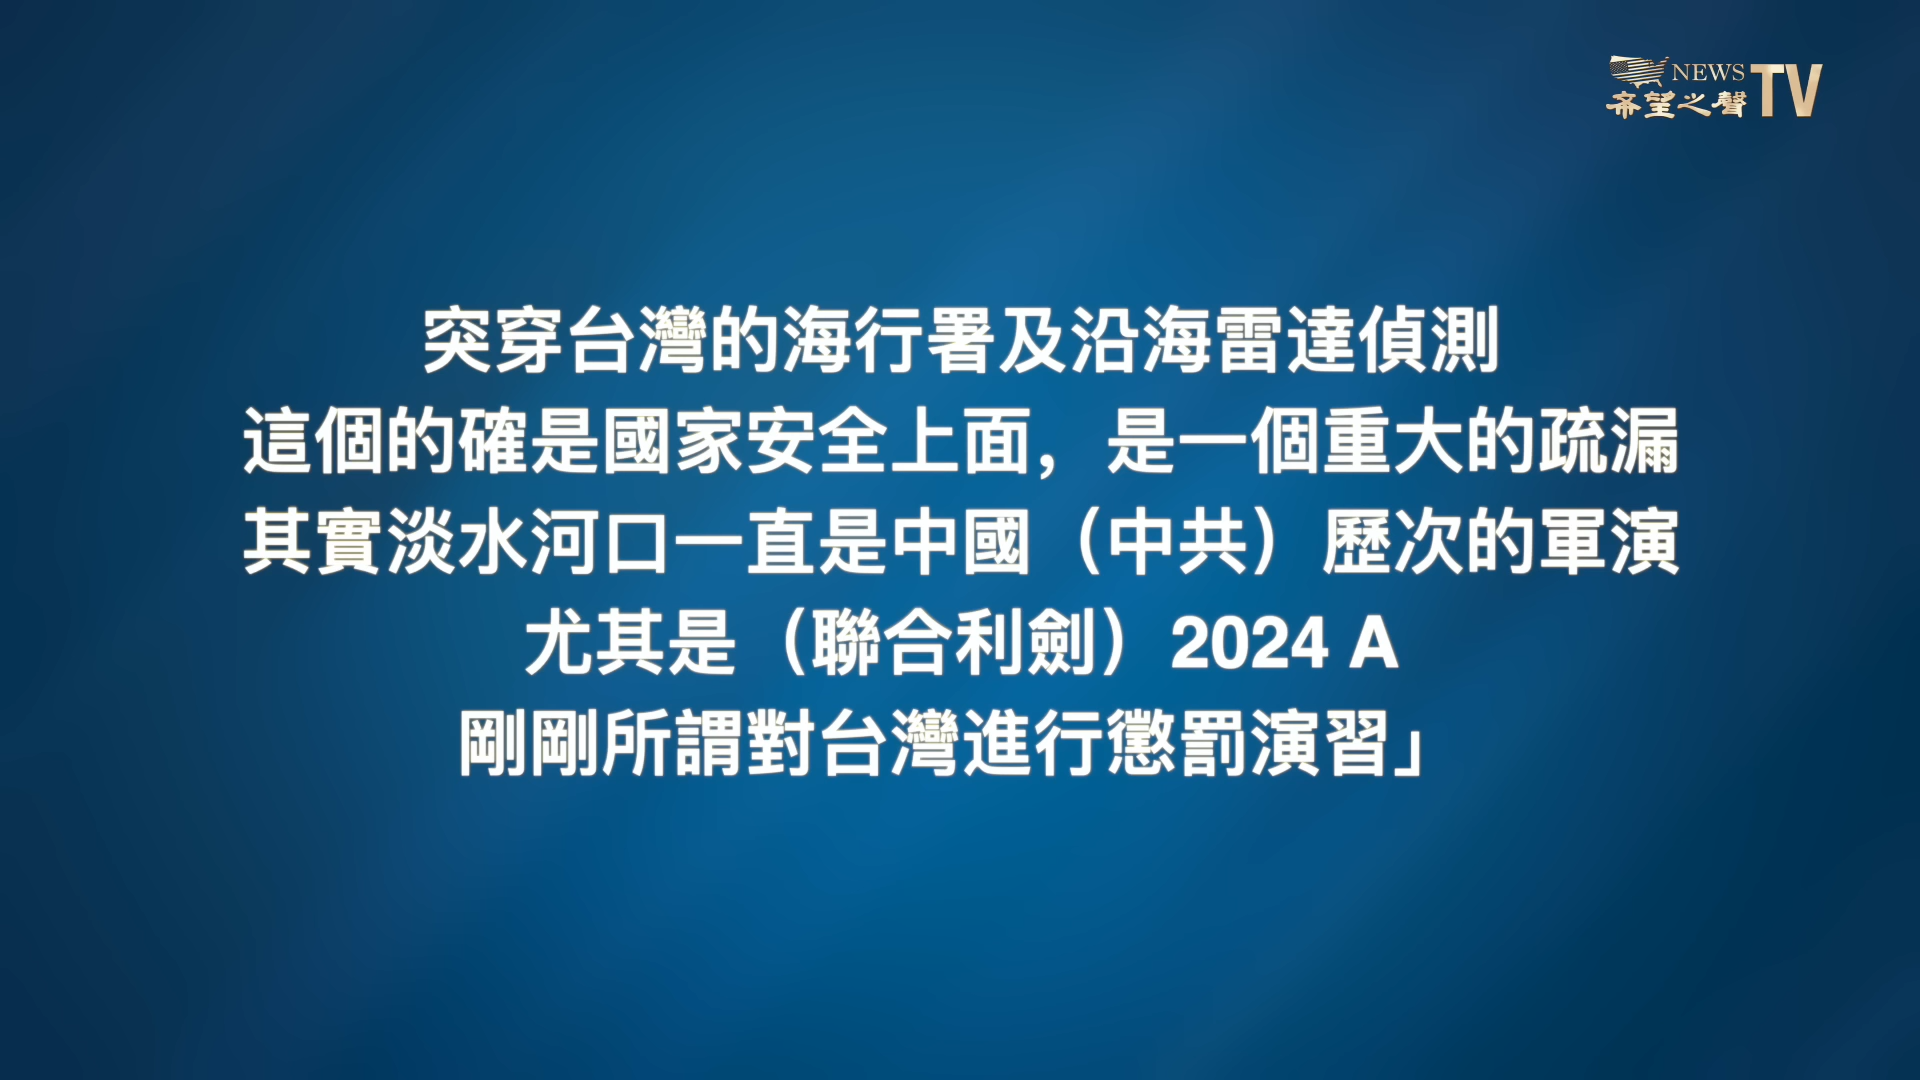 NEWS
希望之聲TV
突穿台灣的海行署及沿海雷達偵測
這個的確是國家安全上面，是一個重大的疏漏
其實淡水河口一直是中國（中共）歷次的軍演
尤其是（聯合利劍）2024 A
剛剛所謂對台灣進行懲罰演習」